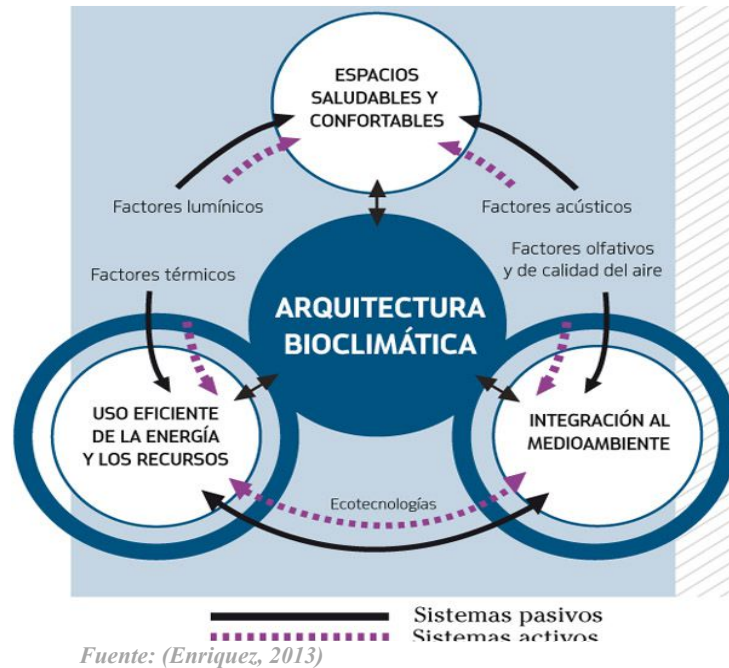 ESPACIOS
SALUDABLES Y
CONFORTABLES
Factores lumínicos
Factores acústicos
Factores térmicos
Factores olfativos
y de calidad del aire
ARQUITECTURA
BIOCLIMÁTICA
USO EFICIENTE
DE LA ENERGÍA
Y LOS RECURSOS
INTEGRACIÓN AL
MEDIOAMBIENTE
Ecotecnologías
Sistemas pasivos
Sistemas activos
Fuente: (Enriquez, 2013)